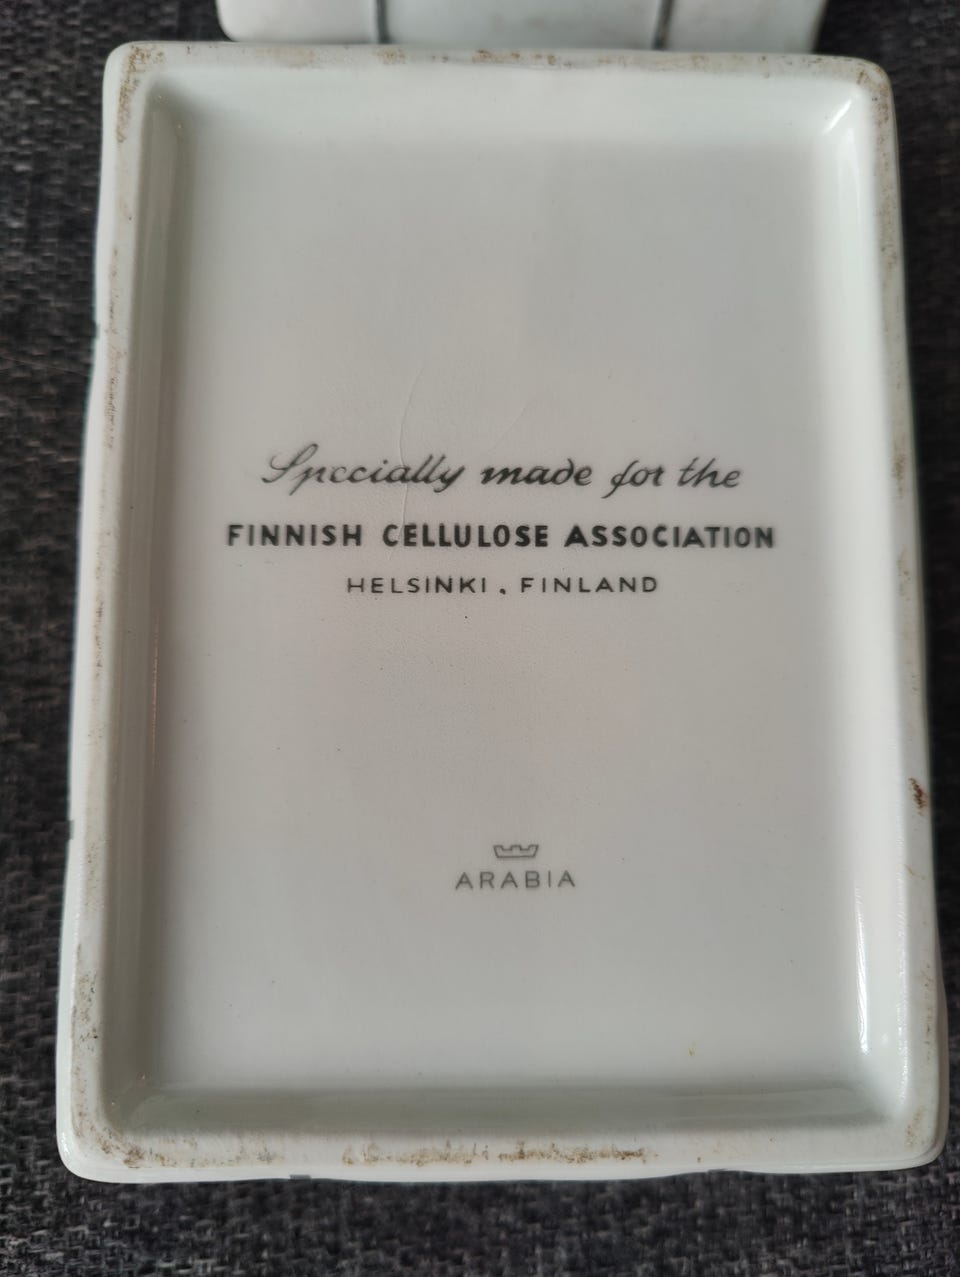 Specially made for the
FINNISH CELLULOSE ASSOCIATION
HELSINKI, FINLAND
ARABIA